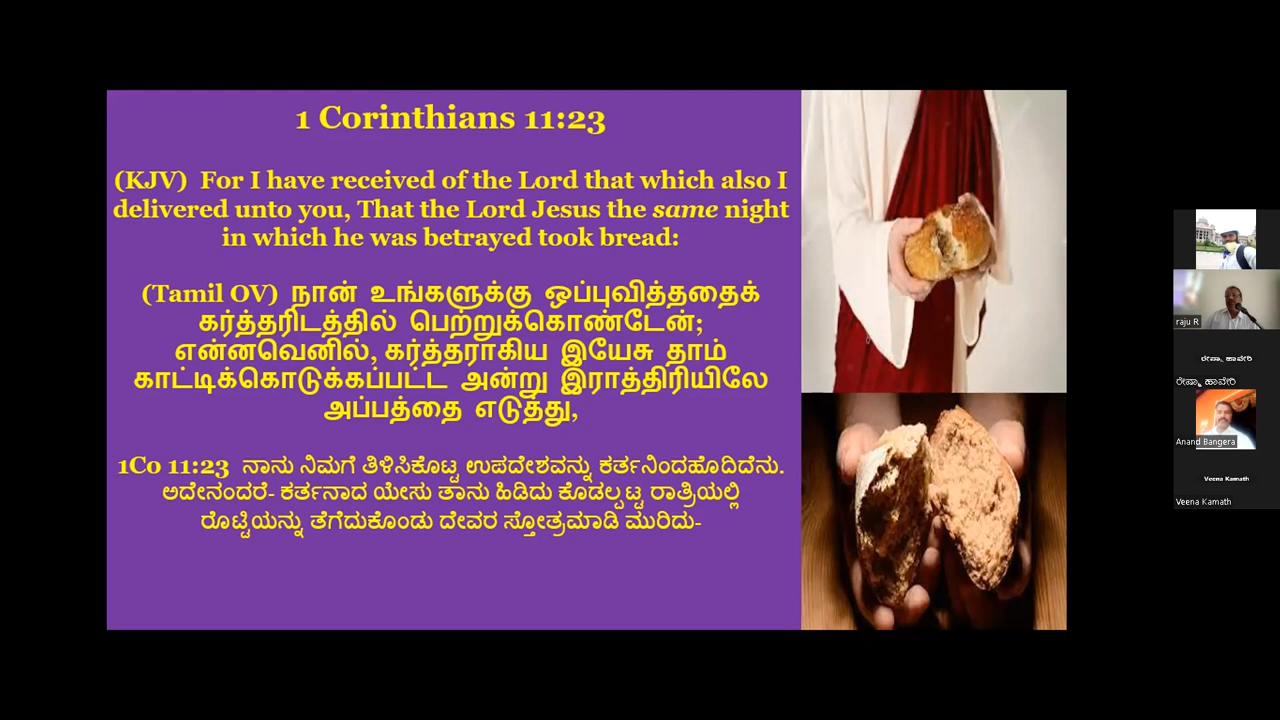 1 Corinthians 11:23
(KJV) For I have received of the Lord that which also I
delivered unto you, That the Lord Jesus the same night
in which he was betrayed took bread:
(Tamil OV) நான் உங்களுக்கு ஒப்புவித்ததைக்
கர்த்தரிடத்தில் பெற்றுக்கொண்டேன்;
என்னவெனில், கர்த்தராகிய இயேசு தாம்
காட்டிக்கொடுக்கப்பட்ட அன்று இராத்திரியிலே
அப்பத்தை எடுத்து,
1Co 11:23 ನಾನು ನಿಮಗೆ ತಿಳಿಸಿಕೊಟ್ಟ ಉಪದೇಶವನ್ನು ಕರ್ತನಿಂದಹೊದಿದೆನು.
ಅದೇನಂದರೆ- ಕರ್ತನಾದ ಯೇಸು ತಾನು ಹಿಡಿದು ಕೊಡಲ್ಪಟ್ಟ ರಾತ್ರಿಯಲ್ಲಿ
ರೊಟ್ಟಿಯನ್ನು ತೆಗೆದುಕೊಂಡು ದೇವರ ಸ್ತೋತ್ರಮಾಡಿ ಮುರಿದು-
raju R
ಹಾವೇರಿ
ಹಾವೇರಿ
Anand Bangera
Veena Kamath
Veena Kamath